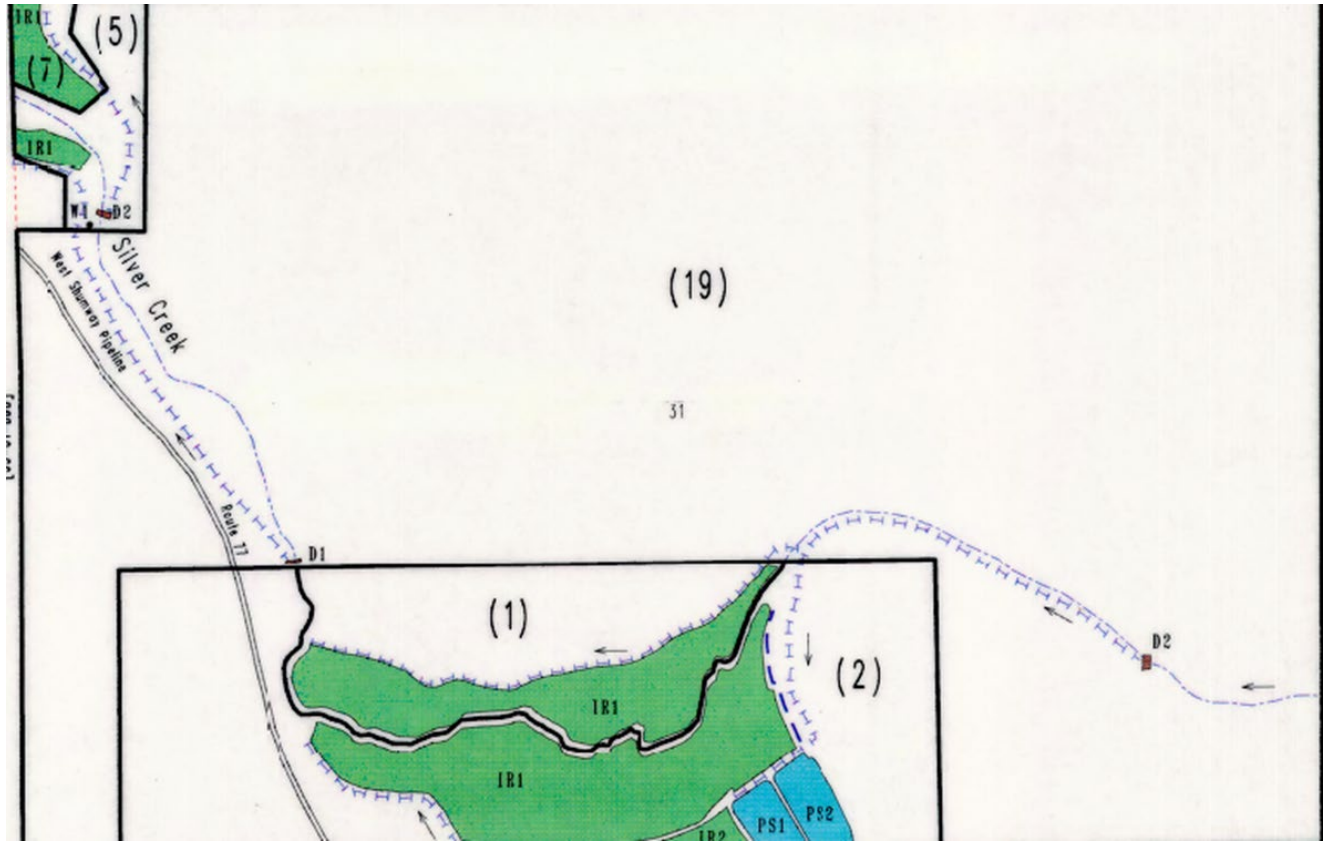 IR1
(5)
(7)
IR1
W1
D2
Silver Creek
West Shumway Pipeline
(19)
31
Route 77
D1
(1)
D2
(2)
IR1
IR1
PS2
PS1
IR2